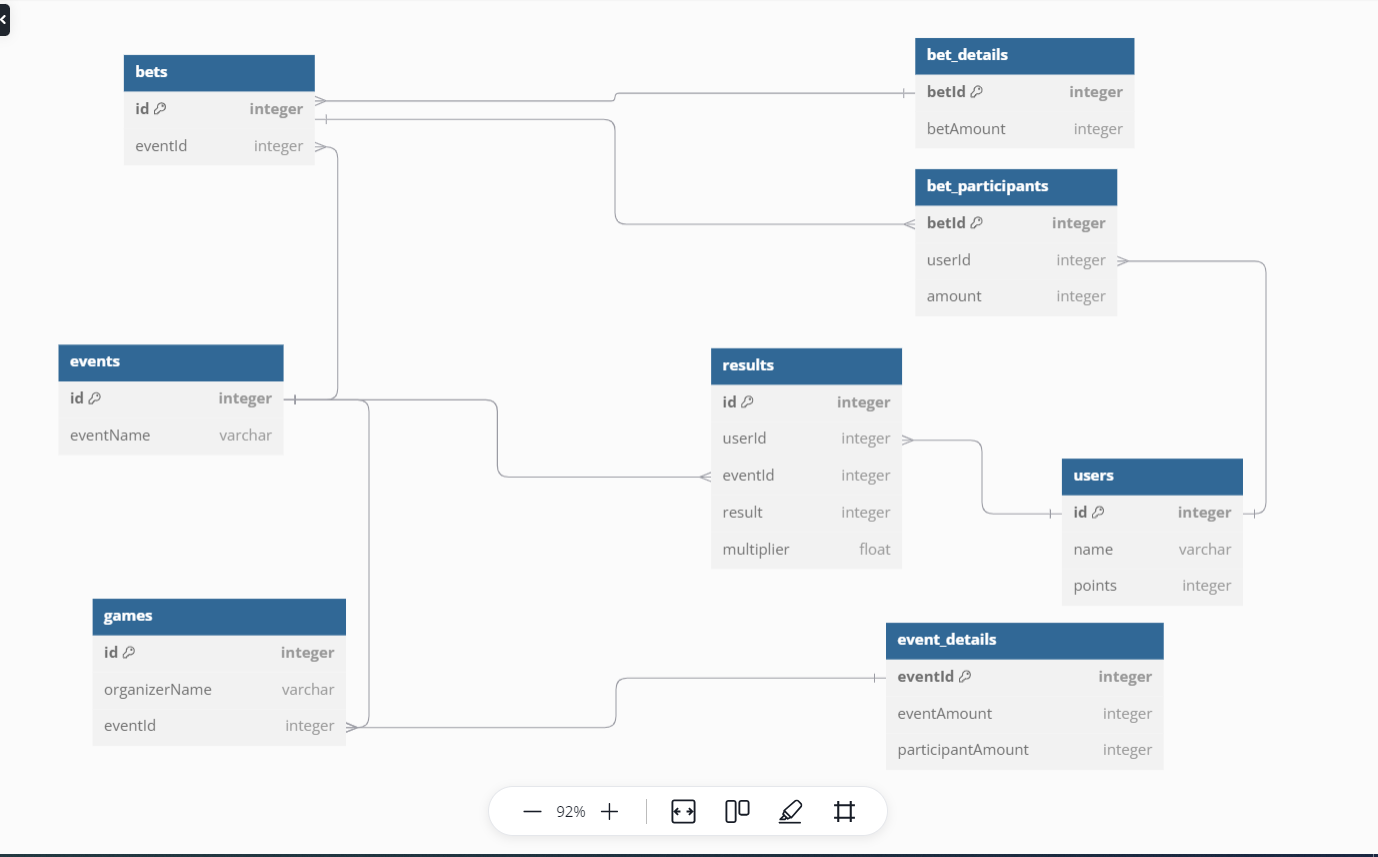 bets
id integer
eventId integer
bet_details
betId integer
betAmount integer
bet_participants
betId integer
userId integer
amount integer
events
id integer
eventName varchar
results
id integer
userId integer
eventId integer
result integer
multiplier float
users
id integer
name varchar
points integer
games
id integer
organizerName varchar
eventId integer
event_details
eventId integer
eventAmount integer
participantAmount integer
92%